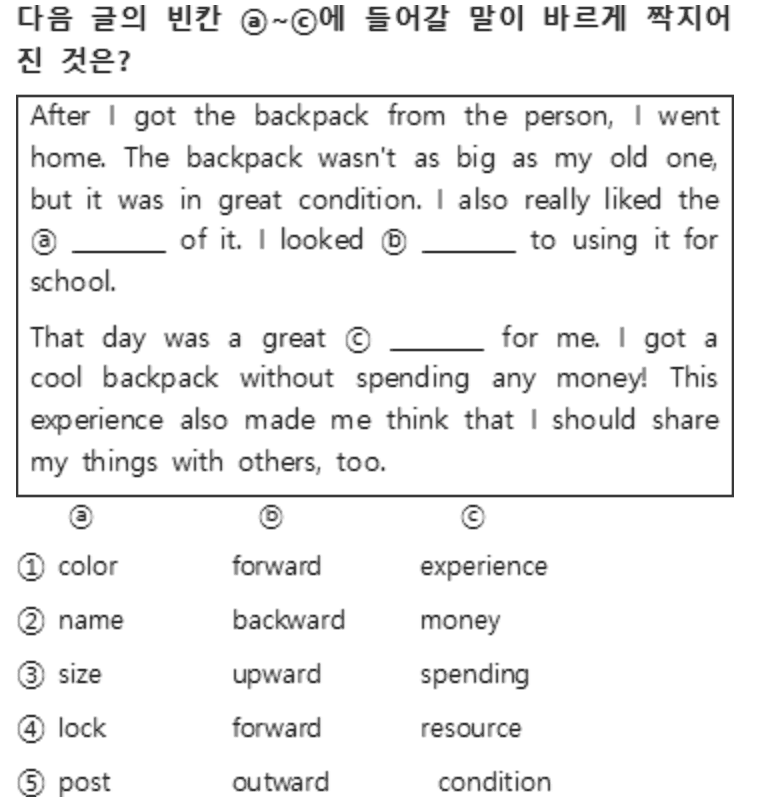 다음 글의 빈칸 ⓐ~ⓒ에 들어갈 말이 바르게 짝지어
진 것은?
After I got the backpack from the person, I went
home. The backpack wasn't as big as my old one,
but it was in great condition. I also really liked the
ⓐ _______ of it. I looked ⓑ _______ to using it for
school.
That day was a great ⓒ _______ for me. I got a
cool backpack without spending any money! This
experience also made me think that I should share
my things with others, too.
ⓐ ⓑ ⓒ
① color forward experience
② name backward money
③ size upward spending
④ lock forward resource
⑤ post outward condition